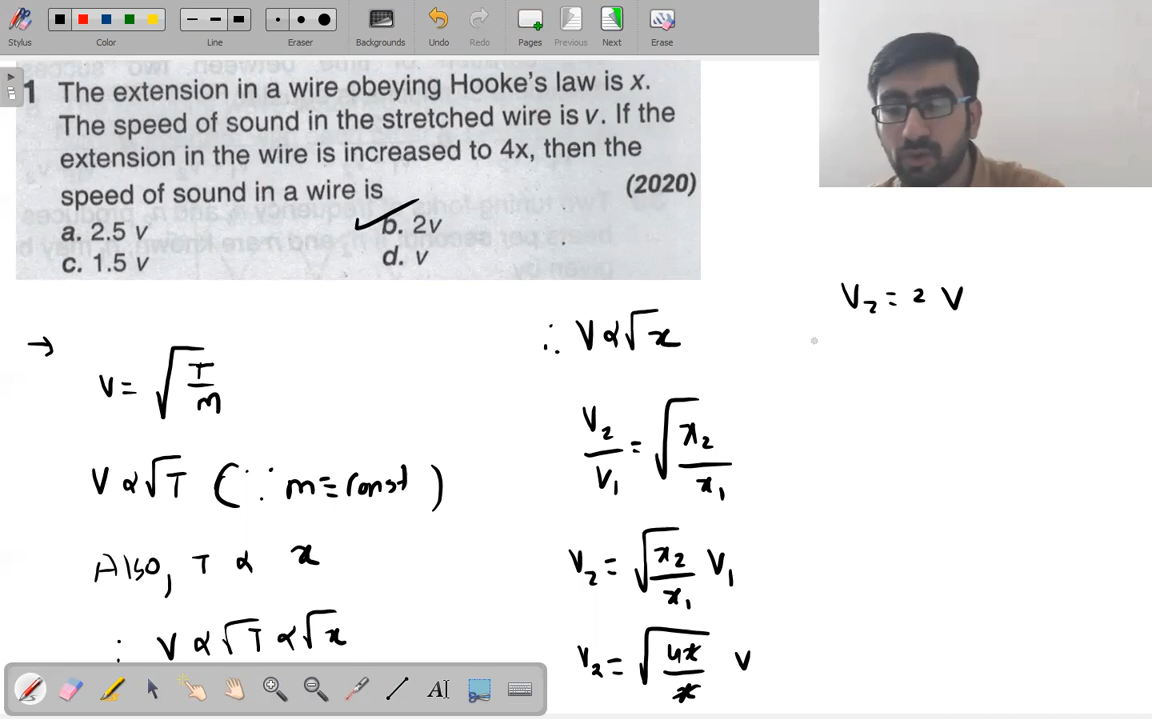 Stylus
Color
Line
Eraser
Backgrounds
Undo
Redo
Pages
Previous
Next
Erase
1 The extension in a wire obeying Hooke's law is x.
The speed of sound in the stretched wire is v. If the
extension in the wire is increased to 4x, then the
speed of sound in a wire is (2020)
a. 2.5 v b. 2v
c. 1.5 v d. v
→
V = √(T/m)
V ∝ √T (∵ m = const)
Also, T ∝ x
∴ V ∝ √T ∝ √x
∴ V ∝ √x
V₂/V₁ = √(x₂/x₁)
V₂ = √(x₂/x₁) V₁
V₂ = √(4x/x) V
V₂ = 2 V